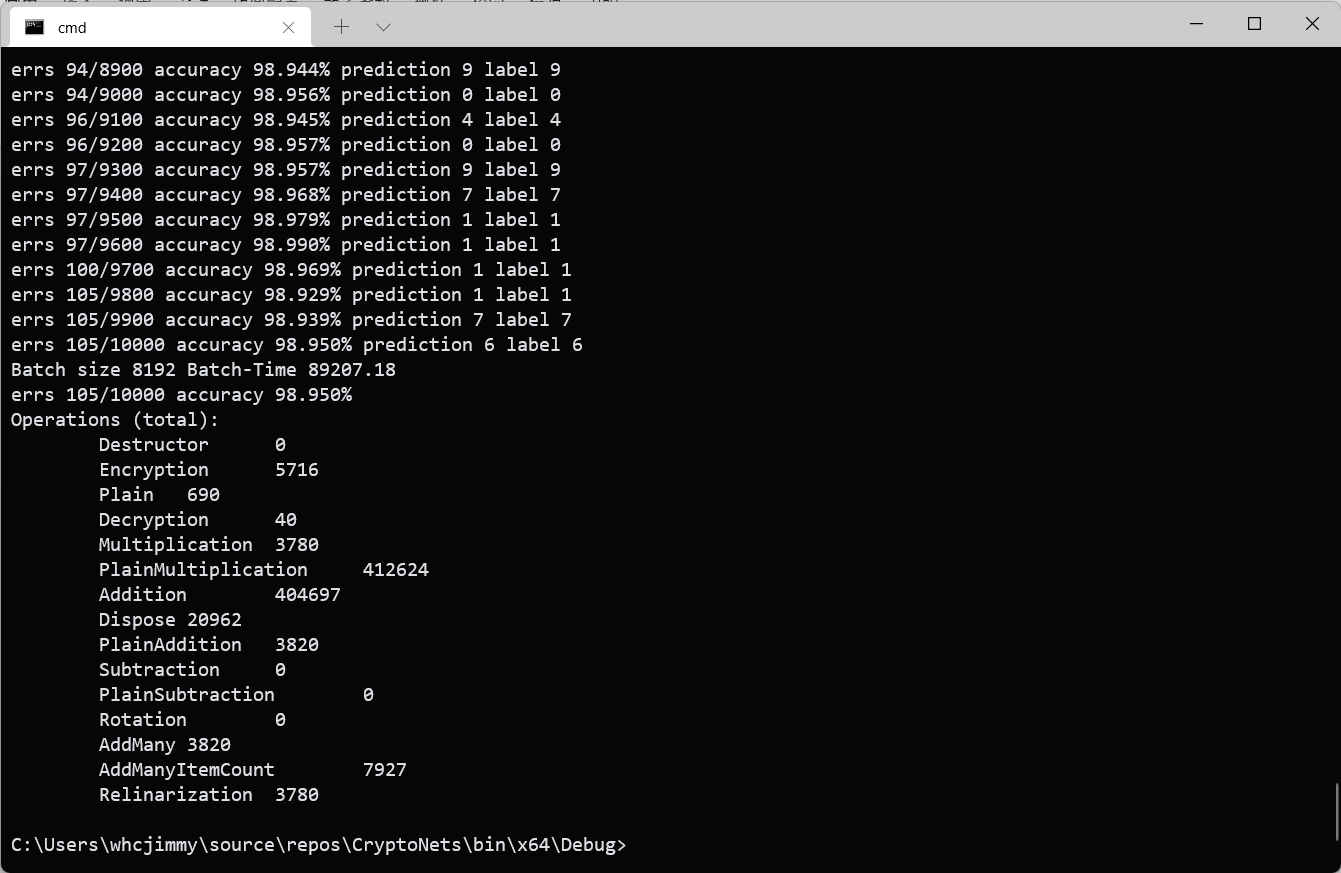 cmd
errs 94/8900 accuracy 98.944% prediction 9 label 9
errs 94/9000 accuracy 98.956% prediction 0 label 0
errs 96/9100 accuracy 98.945% prediction 4 label 4
errs 96/9200 accuracy 98.957% prediction 0 label 0
errs 97/9300 accuracy 98.957% prediction 9 label 9
errs 97/9400 accuracy 98.968% prediction 7 label 7
errs 97/9500 accuracy 98.979% prediction 1 label 1
errs 97/9600 accuracy 98.990% prediction 1 label 1
errs 100/9700 accuracy 98.969% prediction 1 label 1
errs 105/9800 accuracy 98.929% prediction 1 label 1
errs 105/9900 accuracy 98.939% prediction 7 label 7
errs 105/10000 accuracy 98.950% prediction 6 label 6
Batch size 8192 Batch-Time 89207.18
errs 105/10000 accuracy 98.950%
Operations (total):
Destructor 0
Encryption 5716
Plain 690
Decryption 40
Multiplication 3780
PlainMultiplication 412624
Addition 404697
Dispose 20962
PlainAddition 3820
Subtraction 0
PlainSubtraction 0
Rotation 0
AddMany 3820
AddManyItemCount 7927
Relinarization 3780
C:\Users\whcjimmy\source\repos\CryptoNets\bin\x64\Debug>